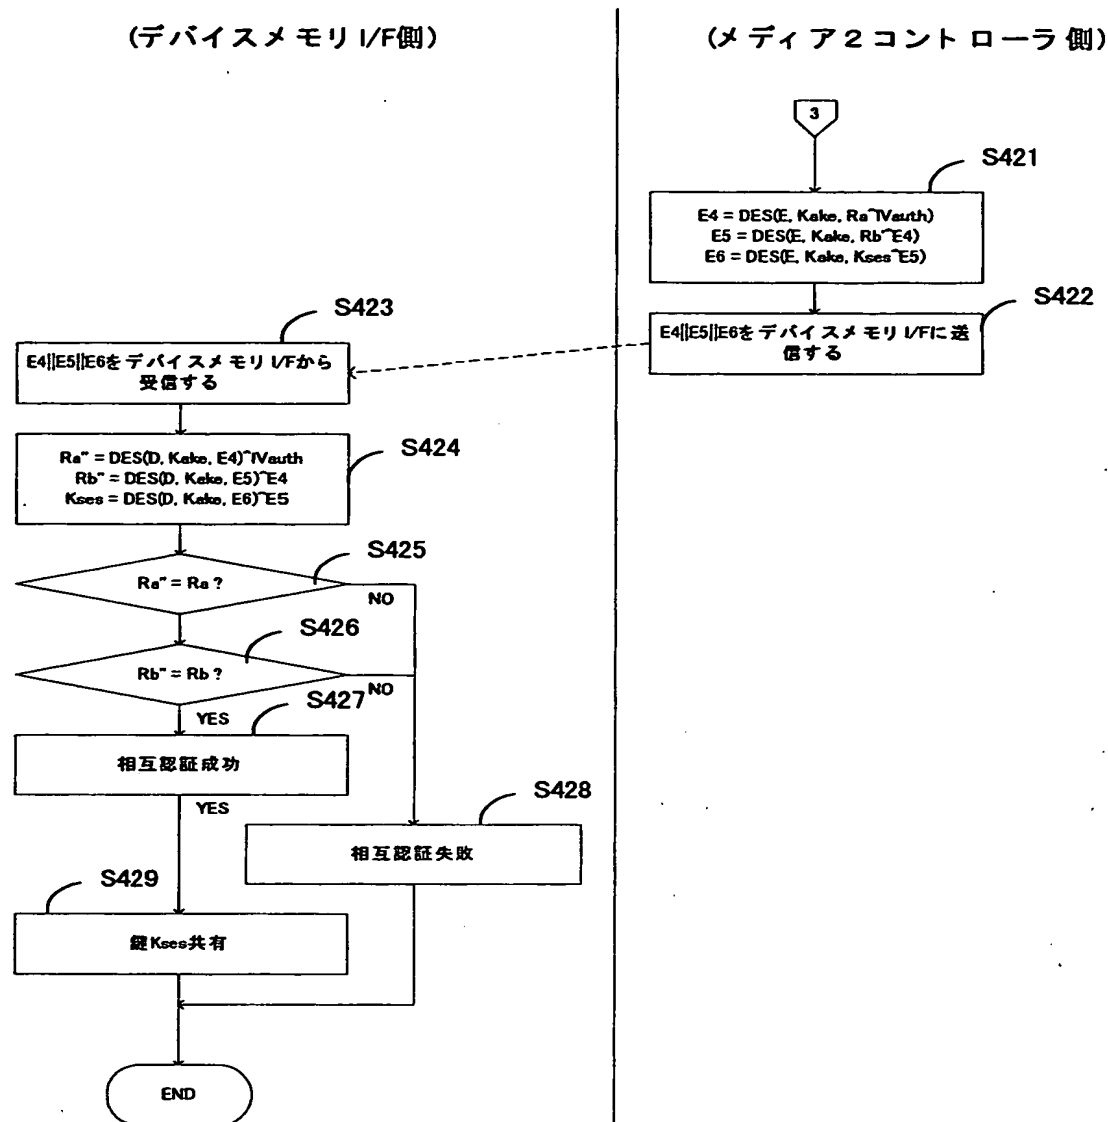 (デバイスメモリI/F側)
(メディア2コントローラ側)
3
S421
E4 = DES(E, Kake, Ra^IVauth)
E5 = DES(E, Kake, Rb^E4)
E6 = DES(E, Kake, Kses^E5)
S422
E4||E5||E6をデバイスメモリI/Fに送
信する
S423
E4||E5||E6をデバイスメモリI/Fから
受信する
S424
Ra" = DES(D, Kake, E4)^IVauth
Rb" = DES(D, Kake, E5)^E4
Kses = DES(D, Kake, E6)^E5
S425
Ra" = Ra ?
NO
S426
Rb" = Rb ?
NO
YES
S427
相互認証成功
YES
S428
相互認証失敗
S429
鍵Kses共有
END